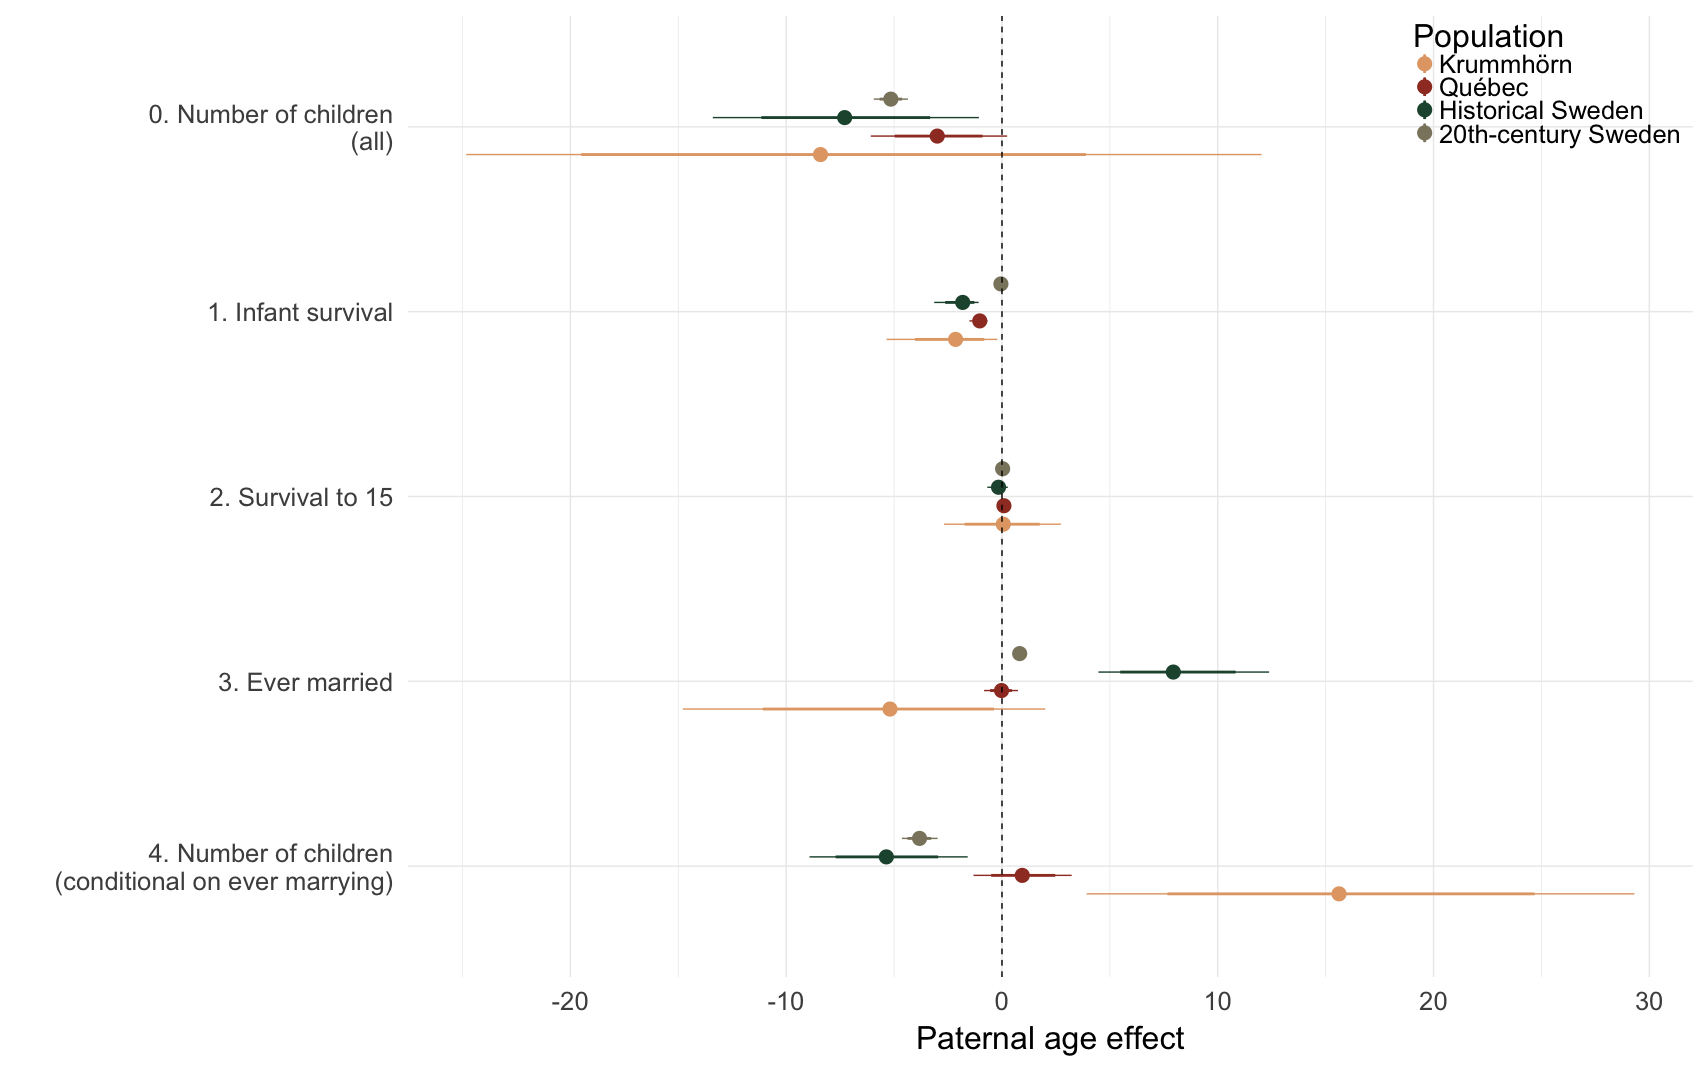 Population
Krummhörn
Québec
Historical Sweden
20th-century Sweden
0. Number of children
(all)
1. Infant survival
2. Survival to 15
3. Ever married
4. Number of children
(conditional on ever marrying)
-20 -10 0 10 20 30
Paternal age effect